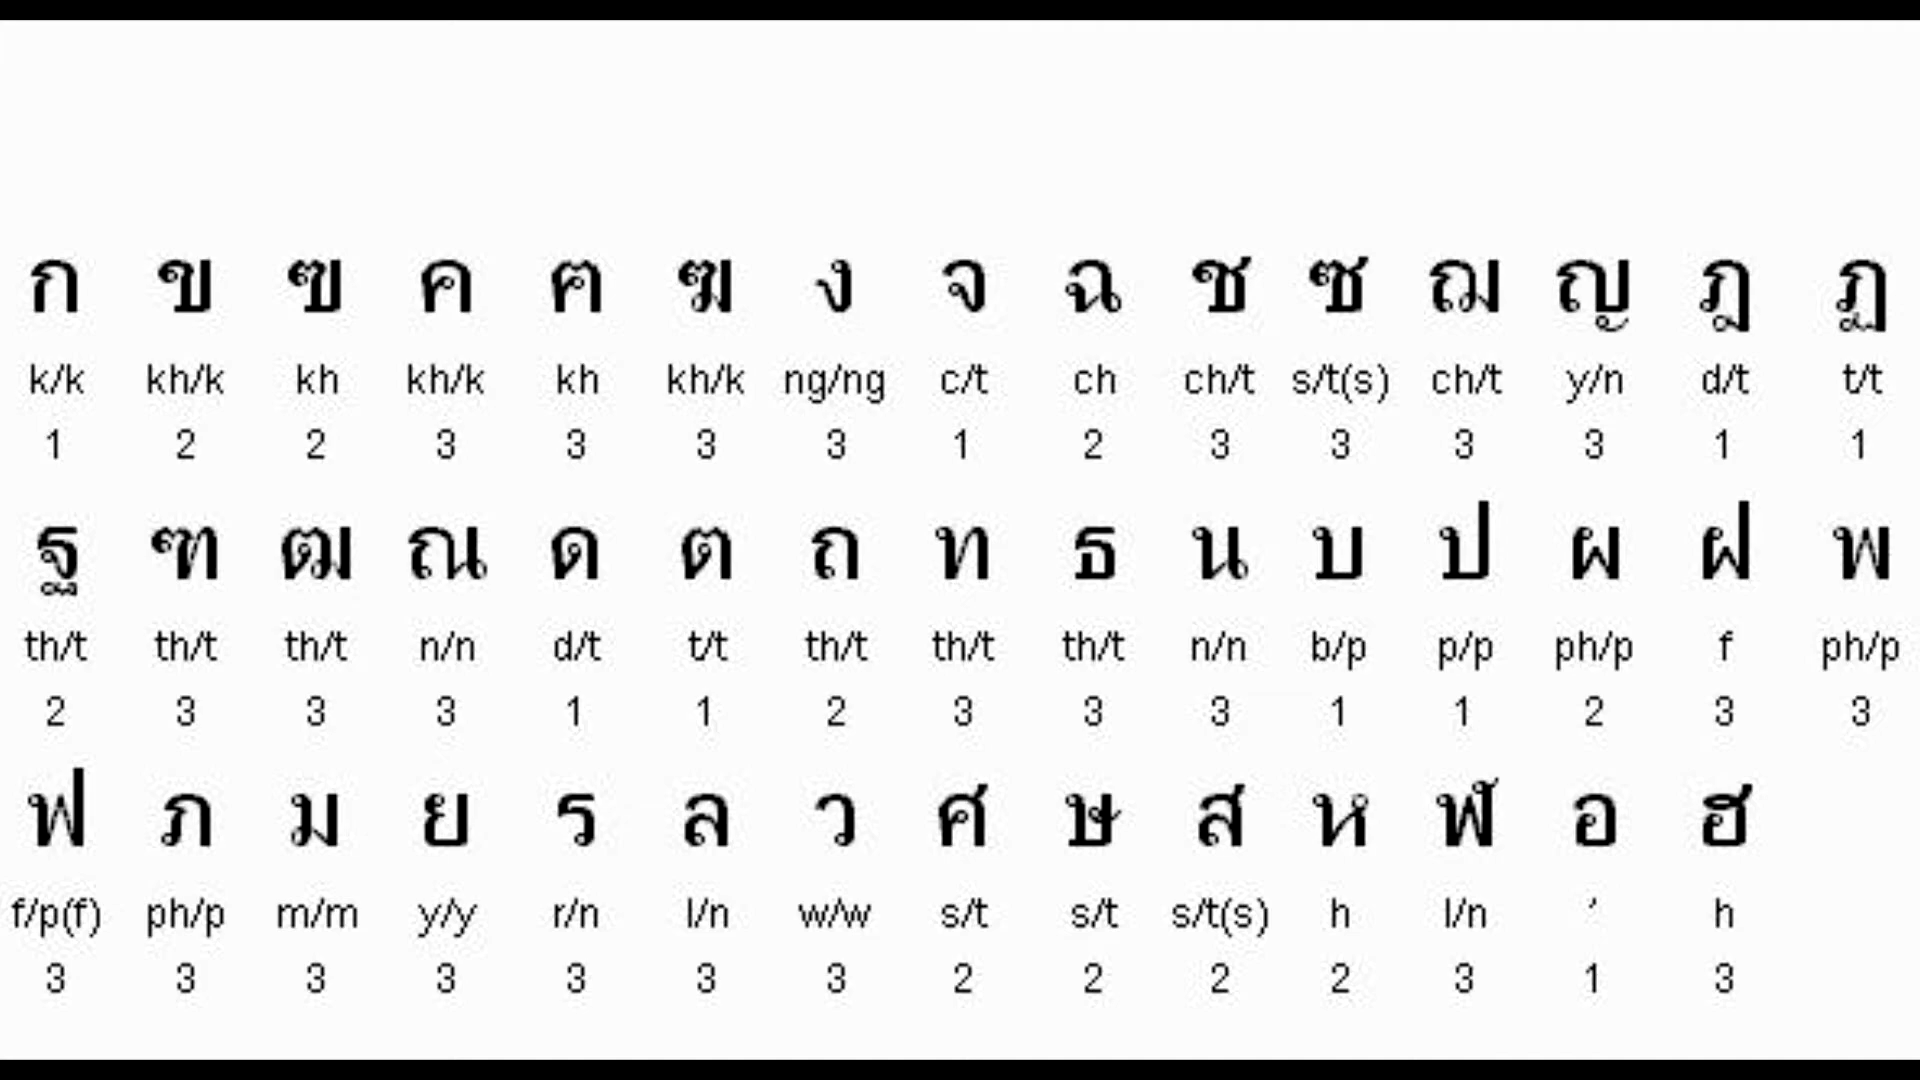 ก ข ฃ ค ฅ ฆ ง จ ฉ ช ซ ฌ ญ ฎ ฏ
k/k kh/k kh kh/k kh kh/k ng/ng c/t ch ch/t s/t(s) ch/t y/n d/t t/t
1 2 2 3 3 3 3 1 2 3 3 3 3 1 1
ฐ ฑ ฒ ณ ด ต ถ ท ธ น บ ป ผ ฝ พ
th/t th/t th/t n/n d/t t/t th/t th/t th/t n/n b/p p/p ph/p f ph/p
2 3 3 3 1 1 2 3 3 3 1 1 2 3 3
ฟ ภ ม ย ร ล ว ศ ษ ส ห ฬ อ ฮ
f/p(f) ph/p m/m y/y r/n l/n w/w s/t s/t s/t(s) h l/n ʼ h
3 3 3 3 3 3 3 2 2 2 2 3 1 3